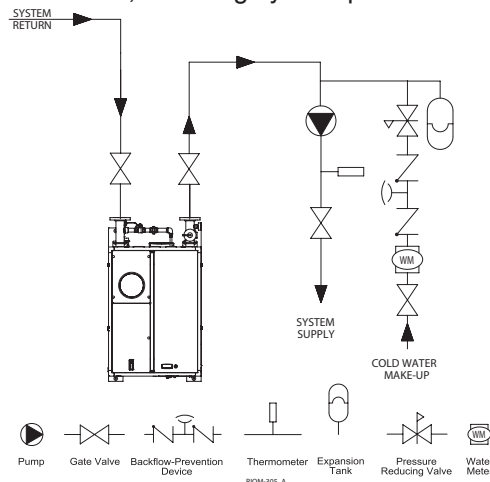 SYSTEM
RETURN
WM
SYSTEM
SUPPLY
COLD WATER
MAKE-UP
WM
Pump
Gate Valve
Backflow-Prevention
Device
Thermometer
Expansion
Tank
Pressure
Reducing Valve